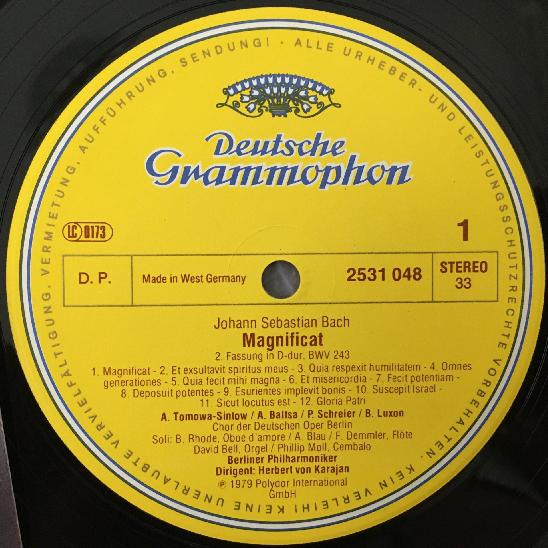 VERMIETUNG, AUFFÜHRUNG, SENDUNG! · ALLE URHEBER- UND LEISTUNGSSCHUTZRECHTE VORBEHALTEN. · KEIN VERLEIH! KEINE UNERLAUBTE VERVIELFÄLTIGUNG,
Deutsche
Grammophon
LC 0173
1
D. P.
Made in West Germany
2531 048
STEREO
33
Johann Sebastian Bach
Magnificat
2. Fassung in D-dur, BWV 243
1. Magnificat - 2. Et exsultavit spiritus meus - 3. Quia respexit humilitatem - 4. Omnes
generationes - 5. Quia fecit mihi magna - 6. Et misericordia - 7. Fecit potentiam -
8. Deposuit potentes - 9. Esurientes implevit bonis - 10. Suscepit Israel -
11. Sicut locutus est - 12. Gloria Patri
A. Tomowa-Sintow / A. Baltsa / P. Schreier / B. Luxon
Chor der Deutschen Oper Berlin
Soli: B. Rhode, Oboe d'amore / A. Blau / F. Demmler, Flöte
David Bell, Orgel / Phillip Moll, Cembalo
Berliner Philharmoniker
Dirigent: Herbert von Karajan
℗ 1979 Polydor International
GmbH